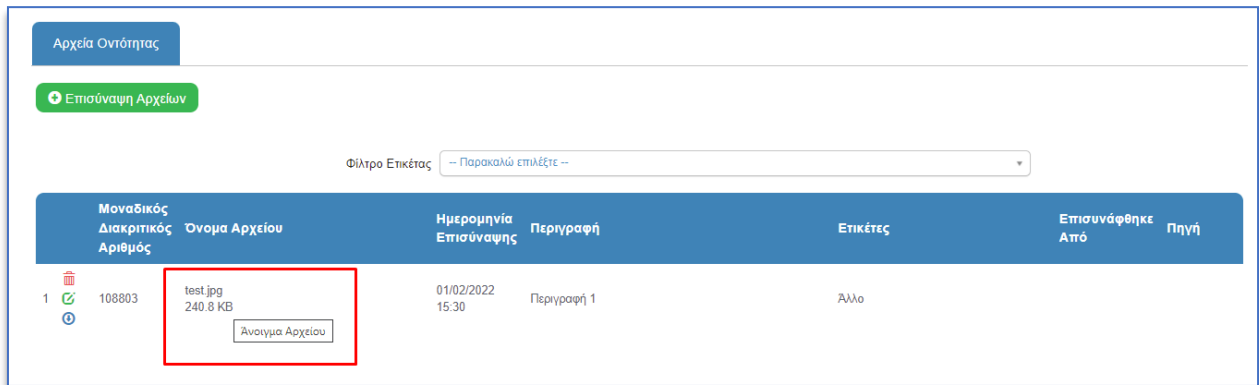 Αρχεία Οντότητας
Επισύναψη Αρχείων
Φίλτρο Ετικέτας -- Παρακαλώ επιλέξτε --
Μοναδικός Διακριτικός Αριθμός Όνομα Αρχείου Ημερομηνία Επισύναψης Περιγραφή Ετικέτες Επισυνάφθηκε Από Πηγή
1 108803 test.jpg 01/02/2022 Περιγραφή 1 Άλλο
240.8 KB 15:30
Άνοιγμα Αρχείου